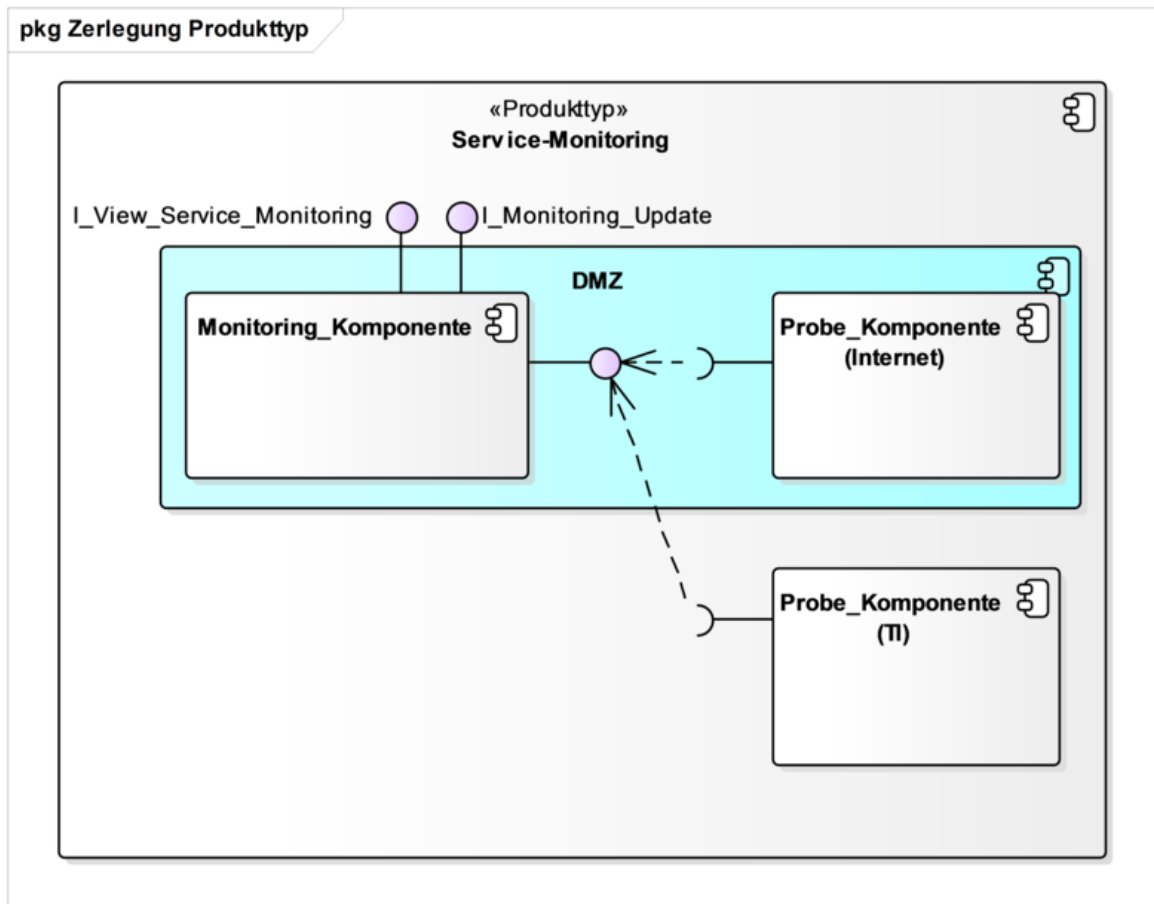 pkg Zerlegung Produkttyp
«Produkttyp»
Service-Monitoring
I_View_Service_Monitoring
I_Monitoring_Update
DMZ
Monitoring_Komponente
Probe_Komponente
(Internet)
Probe_Komponente
(TI)